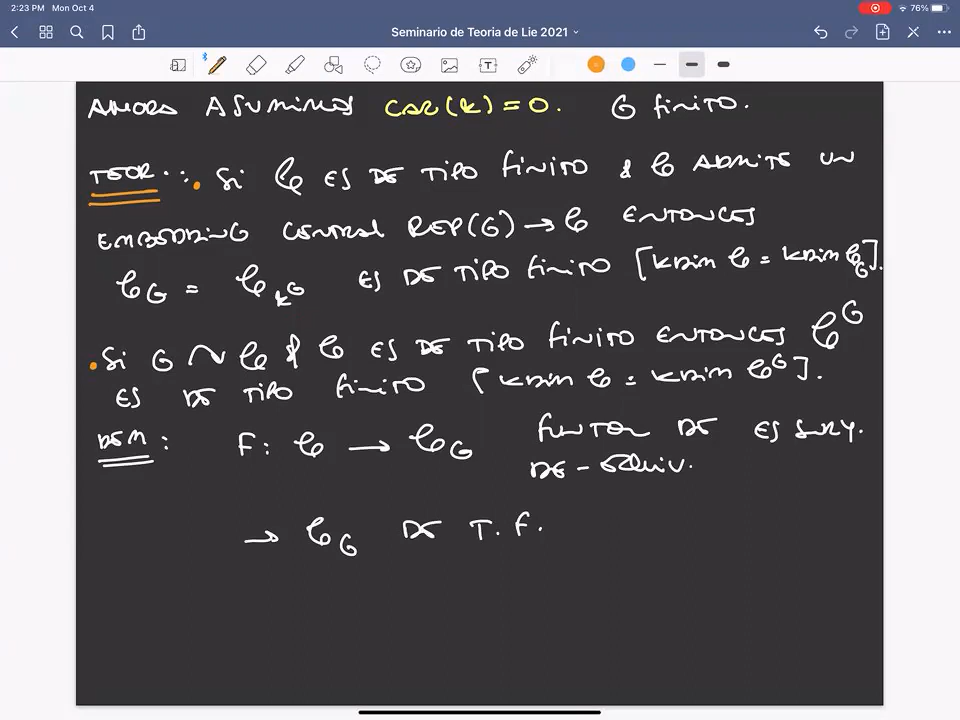 2:23 PM Mon Oct 4
76%
Seminario de Teoria de Lie 2021
AHORA ASUMIMOS car(k) = 0. G finito.
TEOR: . Si C ES DE TIPO finito & C ADMITE UN
EMBEDDING CENTRAL REP(G) → C ENTONCES
C_G = C_kG ES DE TIPO finito [kdim C = kdim C_G].
. Si G ↷ C & C ES DE TIPO finito ENTONCES C^G
ES DE TIPO finito [kdim C = kdim C^G].
DEM: F: C → C_G funtor DE ES SURY.
DE-EQUIV.
→ C_G DE T.F.